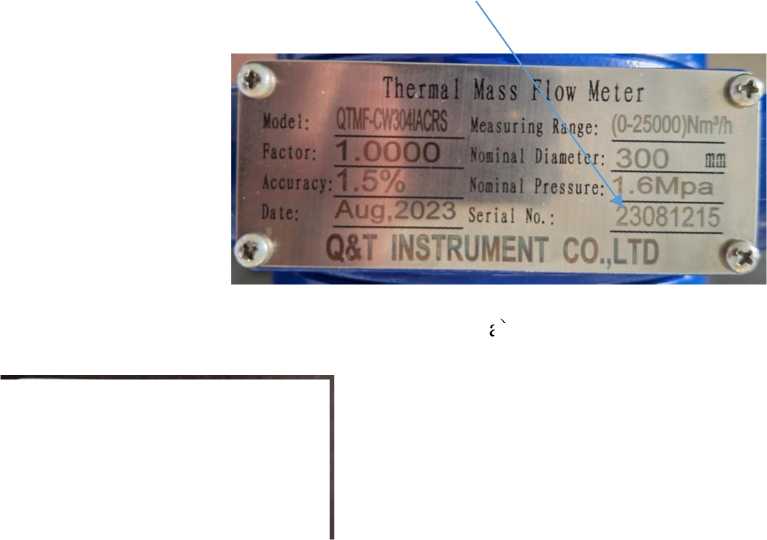 Thermal Mass Flow Meter
Model: QTMF-CW304IACRS Measuring Range: (0-25000)Nm³/h
Factor: 1.0000 Nominal Diameter: 300 mm
Accuracy: 1.5% Nominal Pressure: 1.6Mpa
Date: Aug,2023 Serial No.: 23081215
Q&T INSTRUMENT CO.,LTD
a`